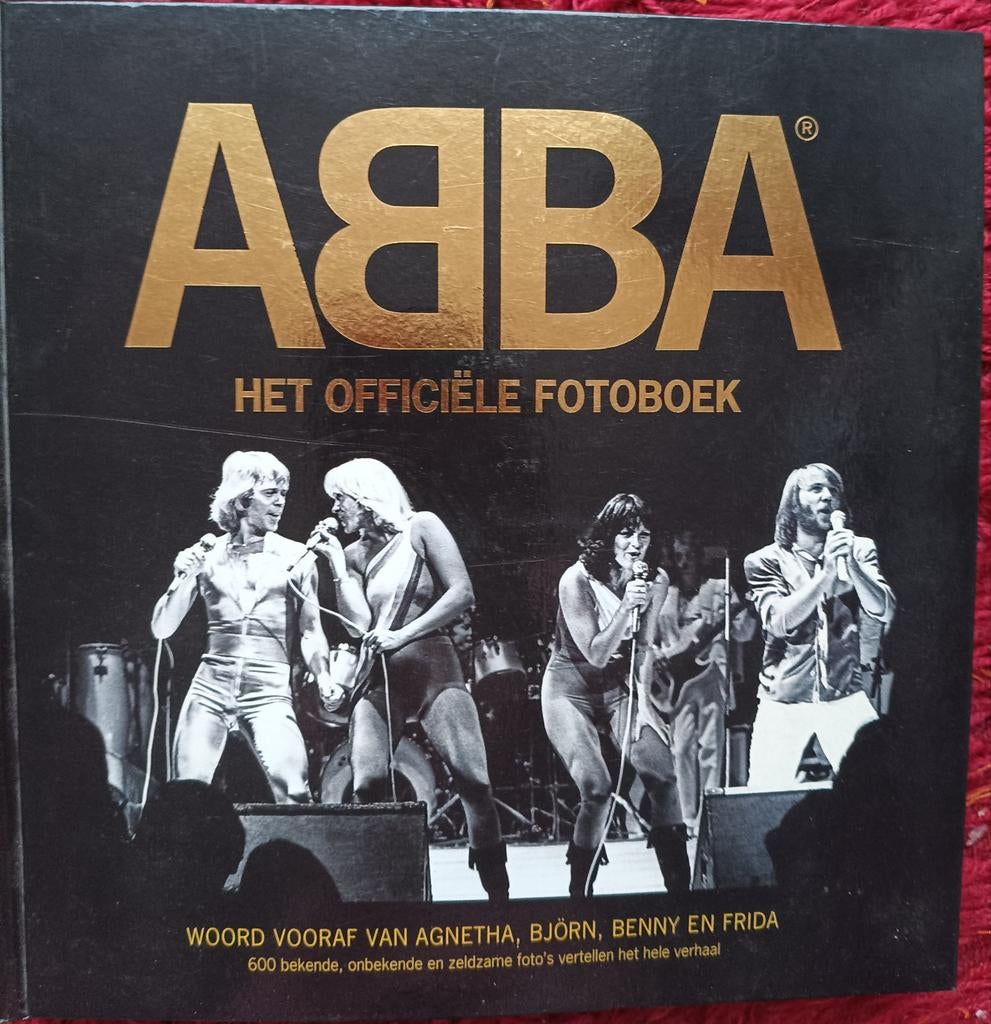 ABBA®
HET OFFICIËLE FOTOBOEK
WOORD VOORAF VAN AGNETHA, BJÖRN, BENNY EN FRIDA
600 bekende, onbekende en zeldzame foto's vertellen het hele verhaal